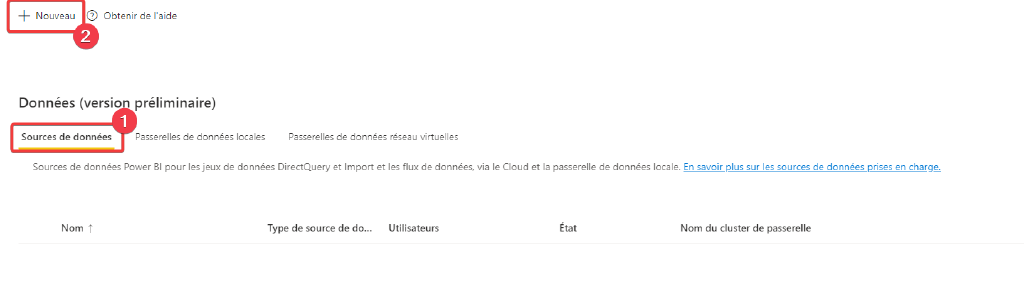 + Nouveau ? Obtenir de l'aide
2
Données (version préliminaire)
1
Sources de données Passerelles de données locales Passerelles de données réseau virtuelles
Sources de données Power BI pour les jeux de données DirectQuery et Import et les flux de données, via le Cloud et la passerelle de données locale. En savoir plus sur les sources de données prises en charge.
Nom ↑ Type de source de do... Utilisateurs État Nom du cluster de passerelle